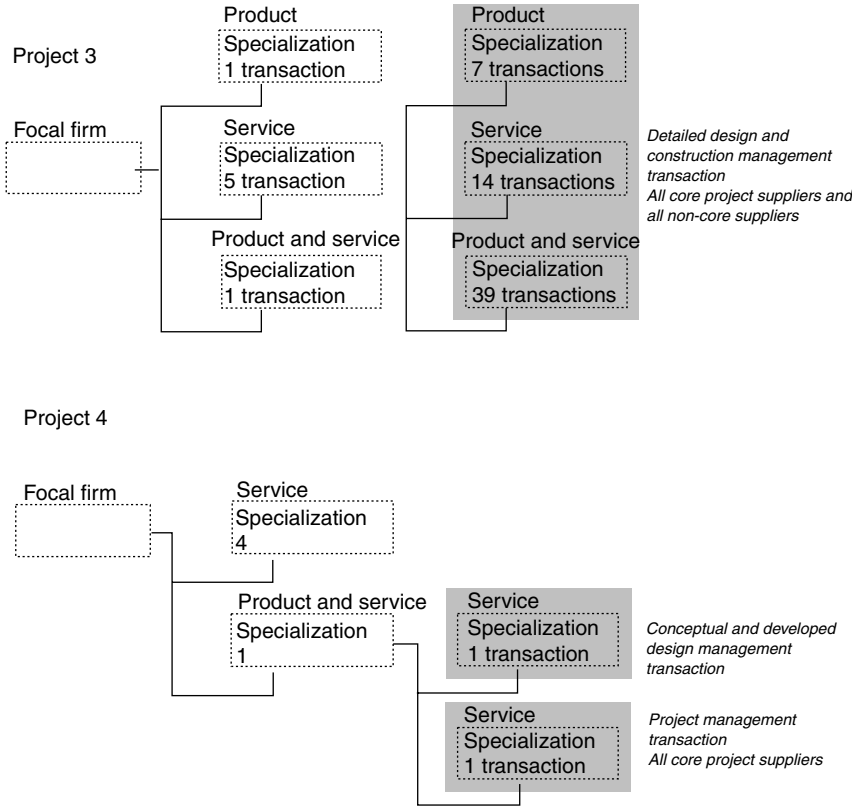 Project 3
Product
Specialization
1 transaction
Product
Specialization
7 transactions
Focal firm
Service
Specialization
5 transaction
Service
Specialization
14 transactions
Detailed design and
construction management
transaction
All core project suppliers and
all non-core suppliers
Product and service
Specialization
1 transaction
Product and service
Specialization
39 transactions
Project 4
Focal firm
Service
Specialization
4
Product and service
Specialization
1
Service
Specialization
1 transaction
Conceptual and developed
design management
transaction
Service
Specialization
1 transaction
Project management
transaction
All core project suppliers